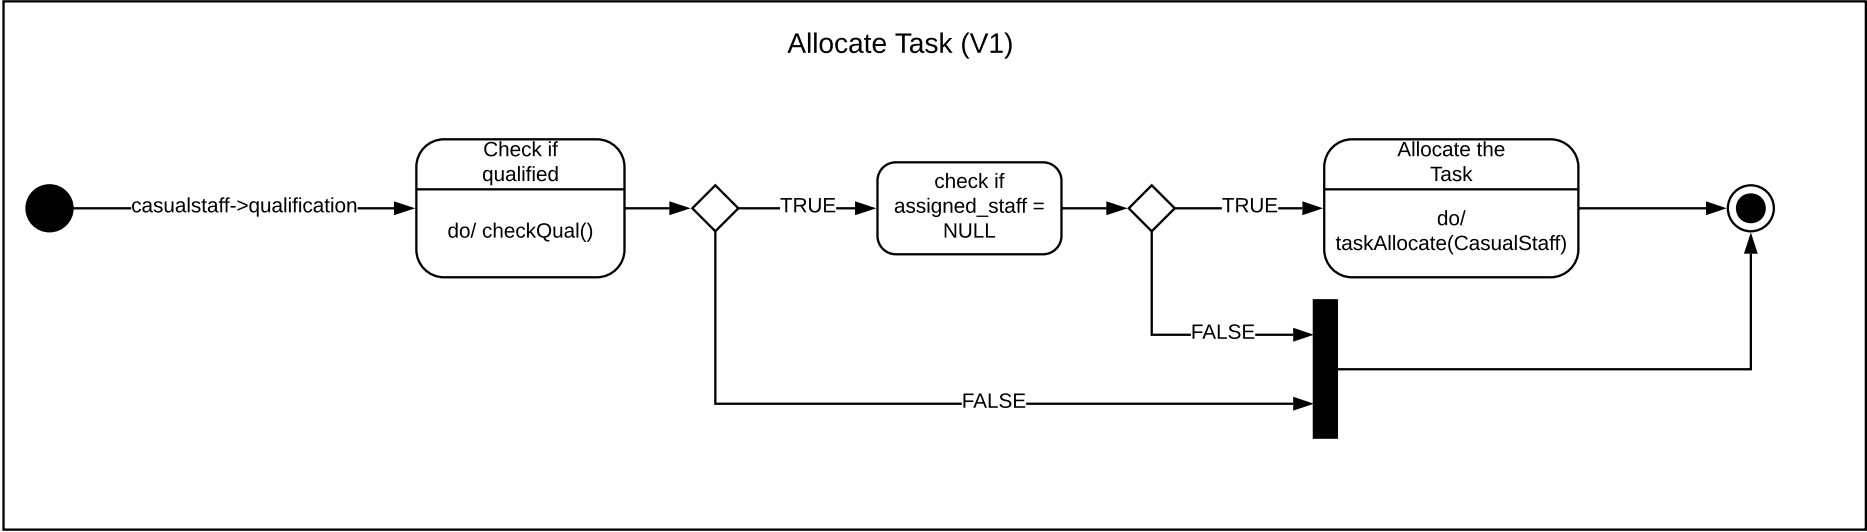 Allocate Task (V1)
casualstaff->qualification
Check if
qualified
do/ checkQual()
TRUE
check if
assigned_staff =
NULL
TRUE
Allocate the
Task
do/
taskAllocate(CasualStaff)
FALSE
FALSE